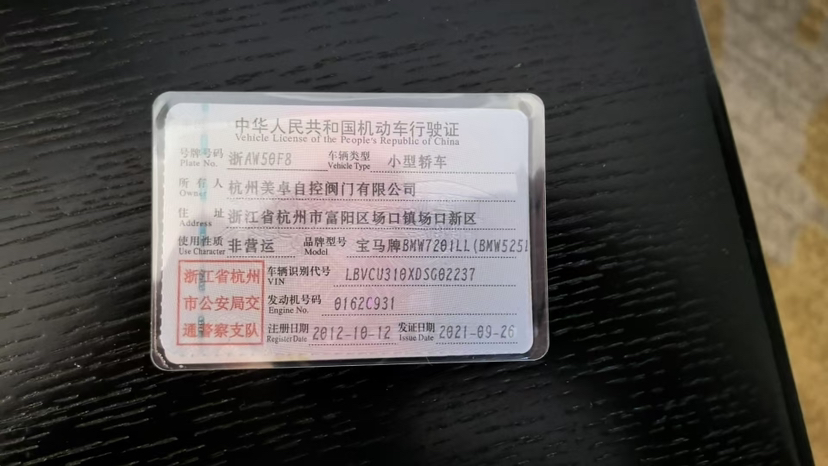 中华人民共和国机动车行驶证
Vehicle License of the People's Republic of China
号牌号码 浙AW50F8 车辆类型 小型轿车
Plate No. Vehicle Type
所有人 杭州美卓自控阀门有限公司
Owner
住址 浙江省杭州市富阳区场口镇场口新区
Address
使用性质 非营运 品牌型号 宝马牌BMW7201LL(BMW525l
Use Character Model
浙江省杭州
市公安局交
通警察支队
车辆识别代号 LBVCU310XDSG02237
VIN
发动机号码 0162C931
Engine No.
注册日期 2012-10-12 发证日期 2021-09-26
Register Date Issue Date